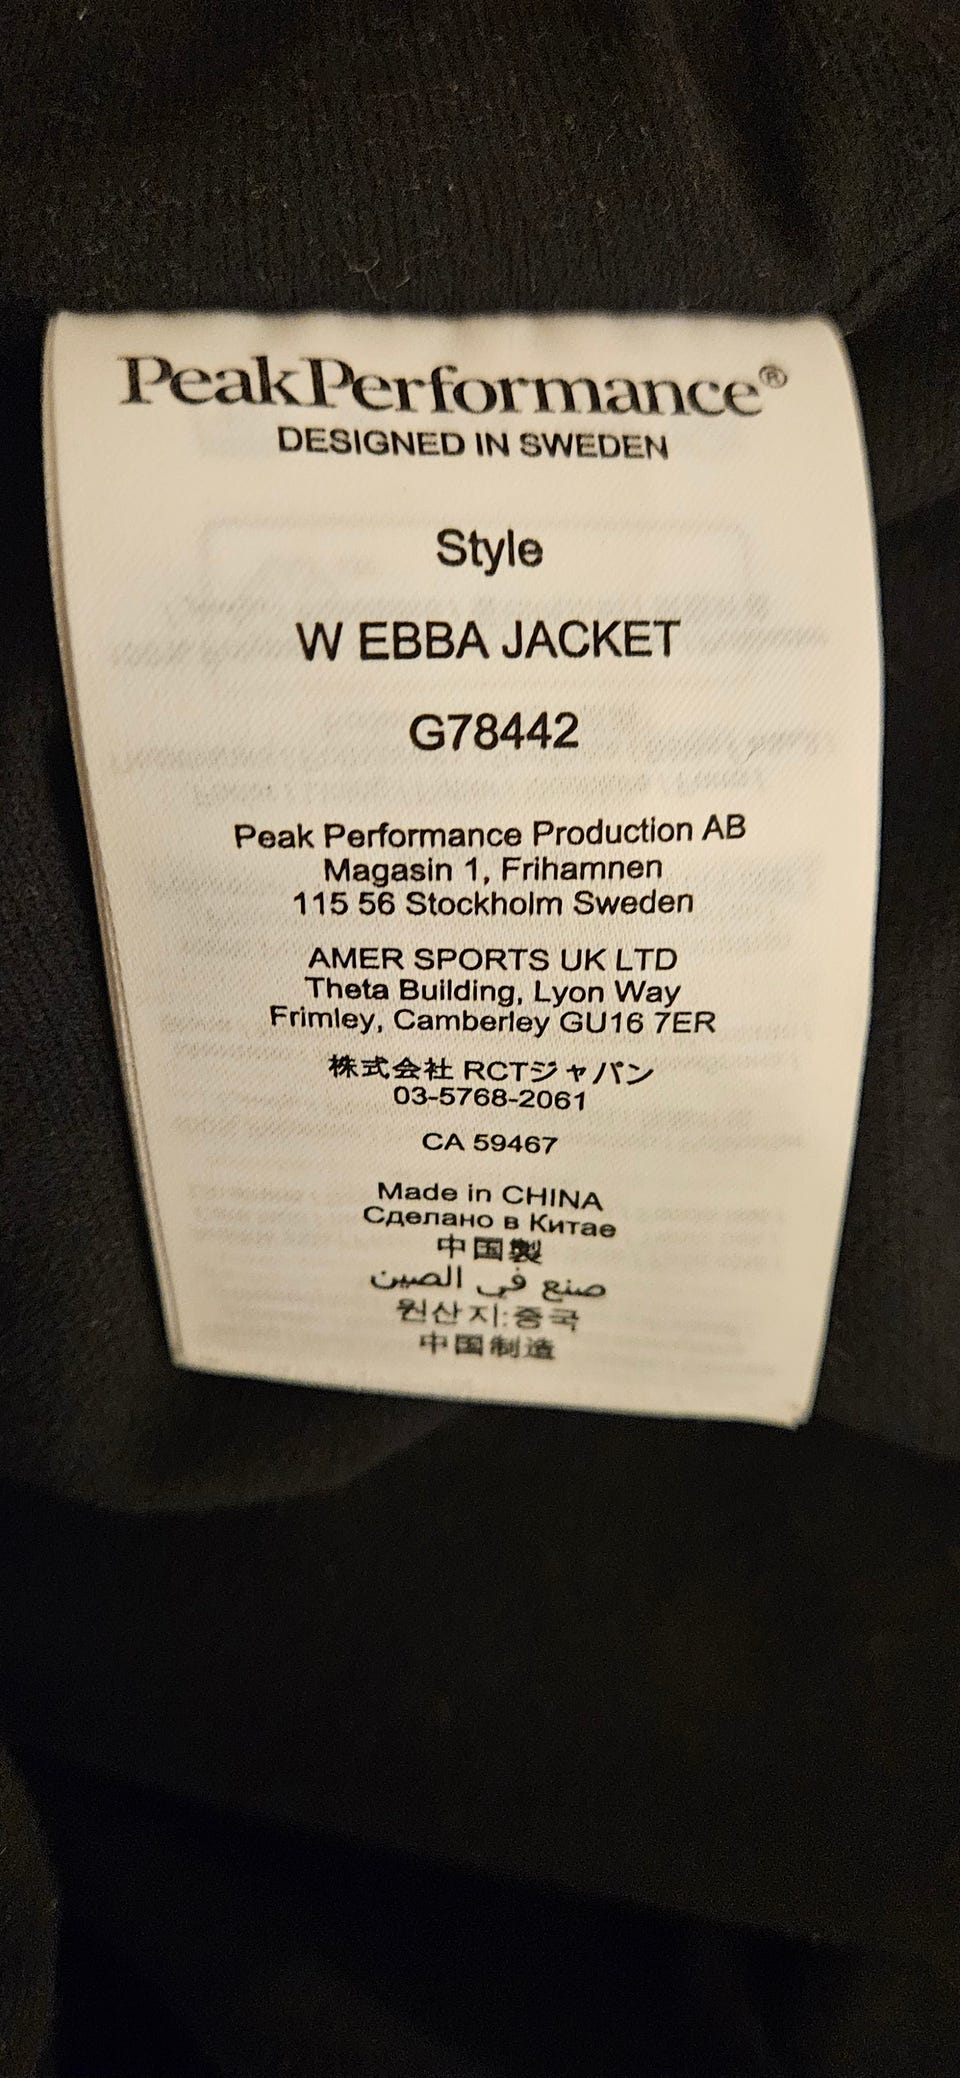 PeakPerformance®
DESIGNED IN SWEDEN
Style
W EBBA JACKET
G78442
Peak Performance Production AB
Magasin 1, Frihamnen
115 56 Stockholm Sweden
AMER SPORTS UK LTD
Theta Building, Lyon Way
Frimley, Camberley GU16 7ER
株式会社 RCTジャパン
03-5768-2061
CA 59467
Made in CHINA
Сделано в Китае
中国製
صنع في الصين
원산지:중국
中国制造